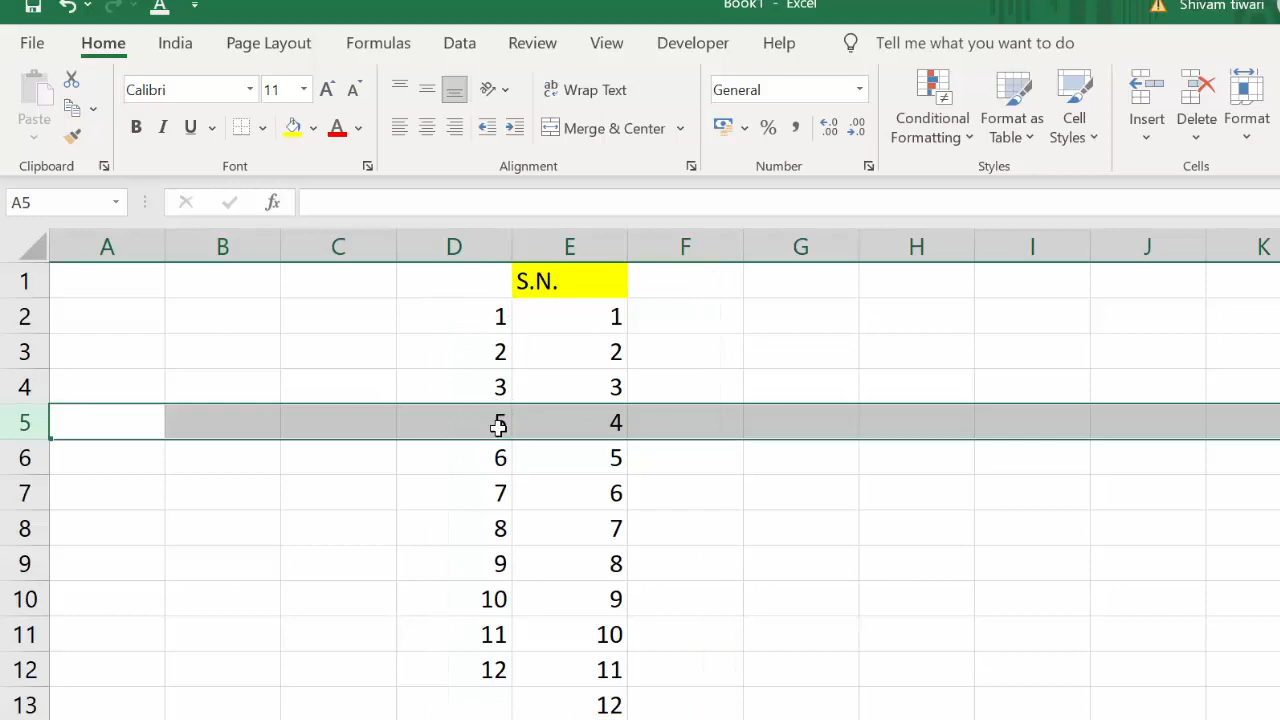 Book1 - Excel
Shivam tiwari
File Home India Page Layout Formulas Data Review View Developer Help Tell me what you want to do
Paste
Calibri 11
B I U A
ab Wrap Text
Merge & Center
General
% ,
Conditional Formatting
Format as Table
Cell Styles
Insert Delete Format
Clipboard Font Alignment Number Styles Cells
A5 fx
A B C D E F G H I J K
1 S.N.
2 1 1
3 2 2
4 3 3
5 5 4
6 6 5
7 7 6
8 8 7
9 9 8
10 10 9
11 11 10
12 12 11
13 12